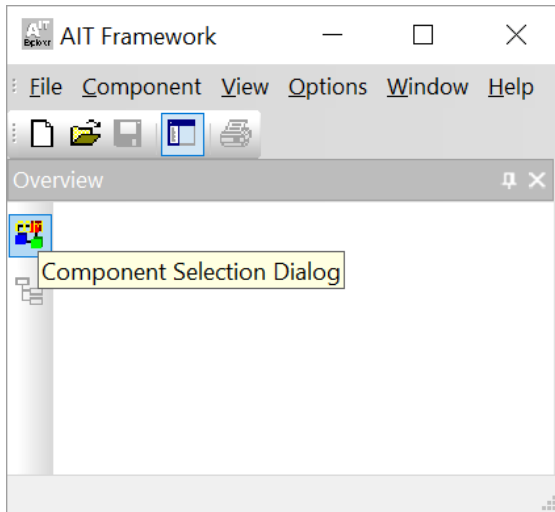 AIT Framework
File Component View Options Window Help
Overview
Component Selection Dialog